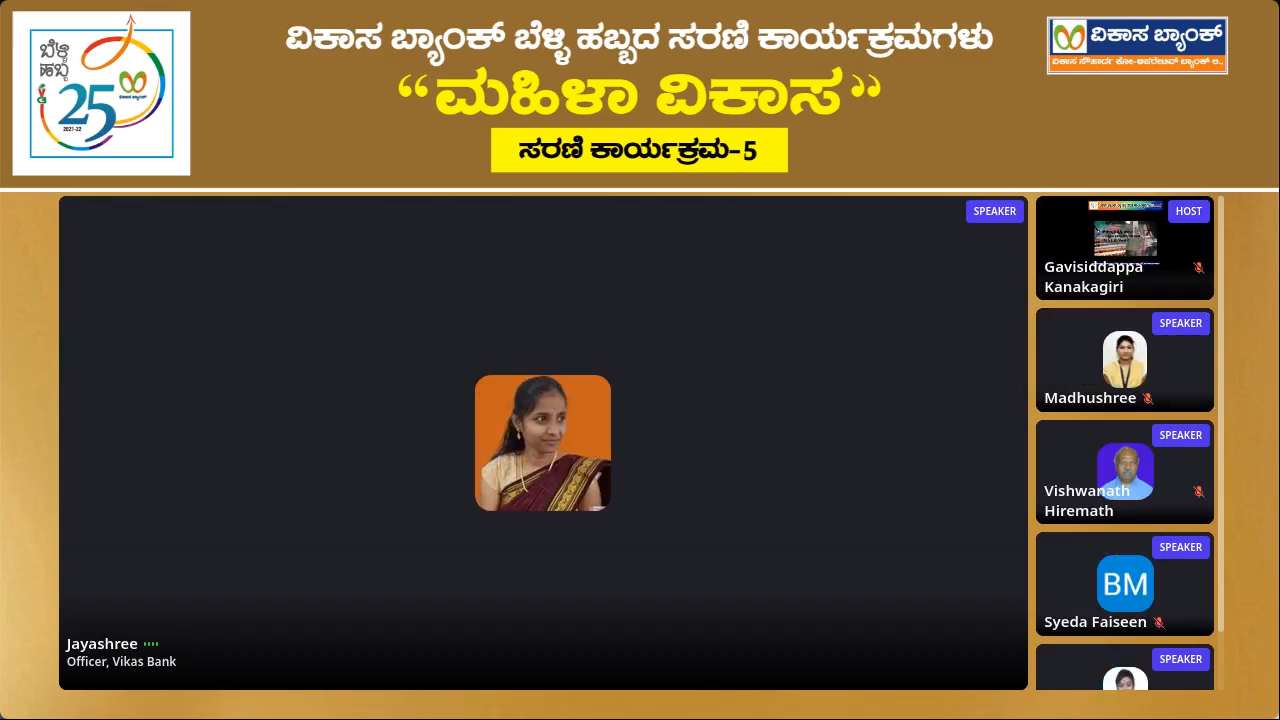 ಬೆಳ್ಳಿ
ಹಬ್ಬ
25
2021-22
ವಿಕಾಸ ಬ್ಯಾಂಕ್ ಬೆಳ್ಳಿ ಹಬ್ಬದ ಸರಣಿ ಕಾರ್ಯಕ್ರಮಗಳು
“ಮಹಿಳಾ ವಿಕಾಸ”
ಸರಣಿ ಕಾರ್ಯಕ್ರಮ-5
ವಿಕಾಸ ಬ್ಯಾಂಕ್
ವಿಕಾಸ ಸೌಹಾರ್ದ ಕೋ-ಆಪರೇಟಿವ್ ಬ್ಯಾಂಕ್ ಲಿ.,
SPEAKER
Jayashree
Officer, Vikas Bank
HOST
Gavisiddappa
Kanakagiri
SPEAKER
Madhushree
SPEAKER
Vishwanath
Hiremath
SPEAKER
BM
Syeda Faiseen
SPEAKER